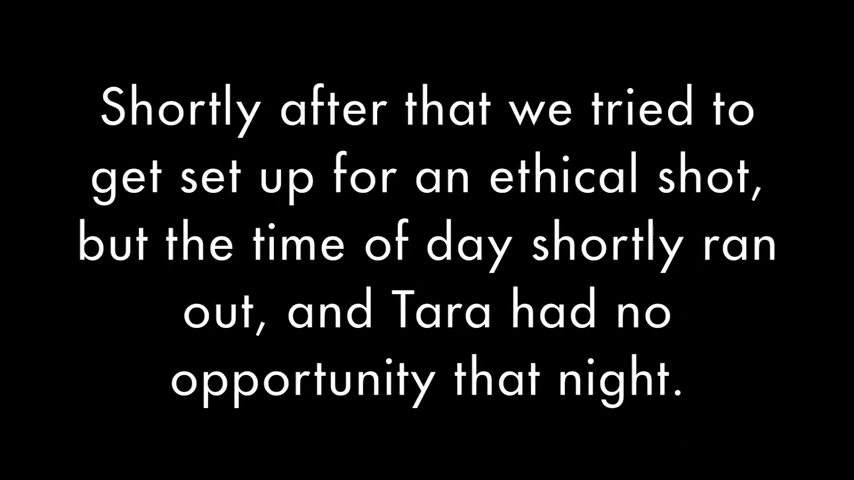 Shortly after that we tried to
get set up for an ethical shot,
but the time of day shortly ran
out, and Tara had no
opportunity that night.